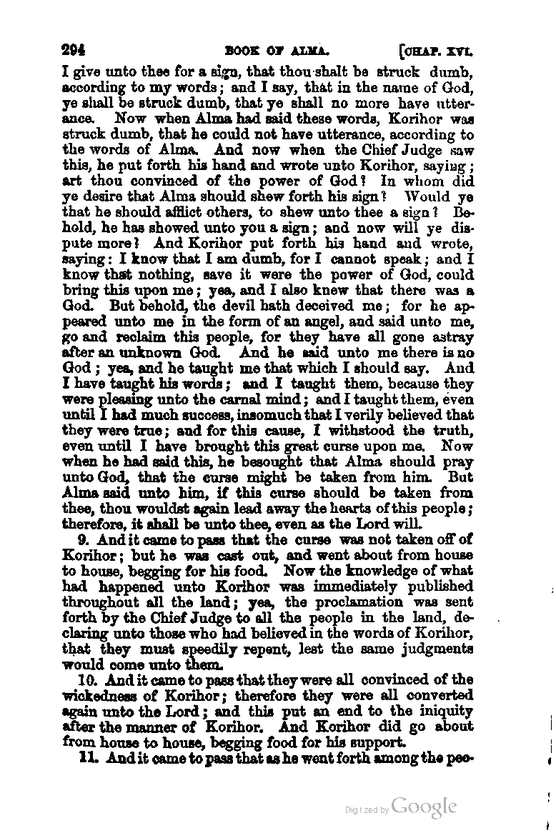 294 BOOK OF ALMA. [CHAP. XVI.
I give unto thee for a sign, that thou shalt be struck dumb,
according to my words; and I say, that in the name of God,
ye shall be struck dumb, that ye shall no more have utter-
ance. Now when Alma had said these words, Korihor was
struck dumb, that he could not have utterance, according to
the words of Alma. And now when the Chief Judge saw
this, he put forth his hand and wrote unto Korihor, saying;
art thou convinced of the power of God? In whom did
ye desire that Alma should shew forth his sign? Would ye
that he should afflict others, to shew unto thee a sign? Be-
hold, he has showed unto you a sign; and now will ye dis-
pute more? And Korihor put forth his hand and wrote,
saying: I know that I am dumb, for I cannot speak; and I
know that nothing, save it were the power of God, could
bring this upon me; yea, and I also knew that there was a
God. But behold, the devil hath deceived me; for he ap-
peared unto me in the form of an angel, and said unto me,
go and reclaim this people, for they have all gone astray
after an unknown God. And he said unto me there is no
God; yea, and he taught me that which I should say. And
I have taught his words; and I taught them, because they
were pleasing unto the carnal mind; and I taught them, even
until I had much success, insomuch that I verily believed that
they were true; and for this cause, I withstood the truth,
even until I have brought this great curse upon me. Now
when he had said this, he besought that Alma should pray
unto God, that the curse might be taken from him. But
Alma said unto him, if this curse should be taken from
thee, thou wouldst again lead away the hearts of this people;
therefore, it shall be unto thee, even as the Lord will.
9. And it came to pass that the curse was not taken off of
Korihor; but he was cast out, and went about from house
to house, begging for his food. Now the knowledge of what
had happened unto Korihor was immediately published
throughout all the land; yea, the proclamation was sent
forth by the Chief Judge to all the people in the land, de-
claring unto those who had believed in the words of Korihor,
that they must speedily repent, lest the same judgments
would come unto them.
10. And it came to pass that they were all convinced of the
wickedness of Korihor; therefore they were all converted
again unto the Lord; and this put an end to the iniquity
after the manner of Korihor. And Korihor did go about
from house to house, begging food for his support.
11. And it came to pass that as he went forth among the peo-
Digitized by Google